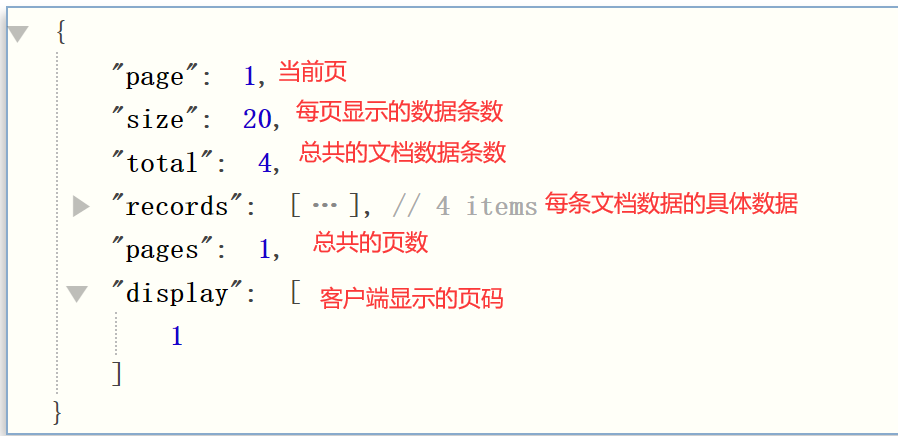 {
"page": 1, 当前页
"size": 20, 每页显示的数据条数
"total": 4, 总共的文档数据条数
"records": [ ... ], // 4 items 每条文档数据的具体数据
"pages": 1, 总共的页数
"display": [ 客户端显示的页码
1
]
}